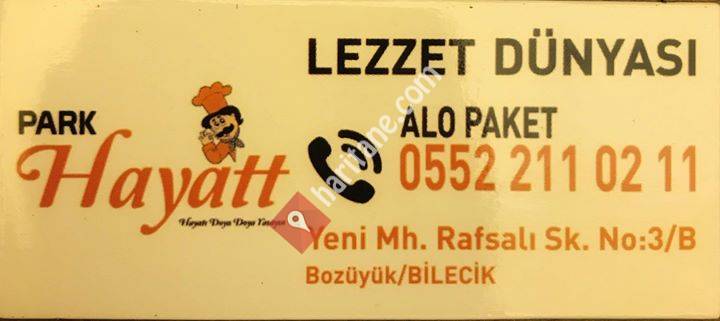 LEZZET DÜNYASI
PARK
Hayatt
Hayatı Doya Doya Yaşayın
ALO PAKET
0552 211 02 11
Yeni Mh. Rafsalı Sk. No:3/B
Bozüyük/BİLECİK
haritane.com